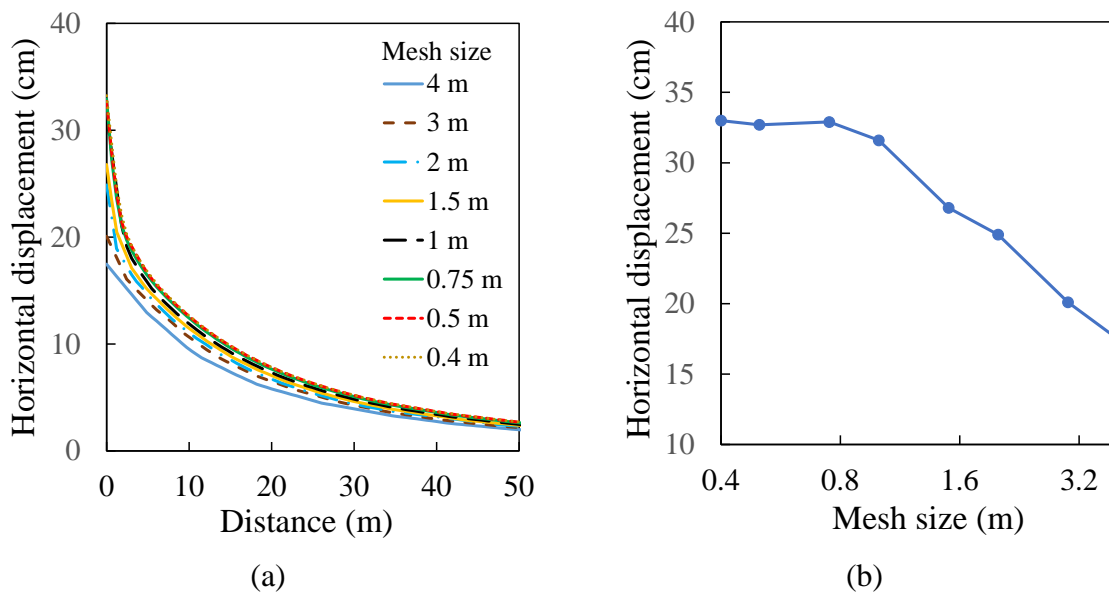 Horizontal displacement (cm)
40
30
20
10
0
0 10 20 30 40 50
Distance (m)
Mesh size
4 m
3 m
2 m
1.5 m
1 m
0.75 m
0.5 m
0.4 m
(a)
Horizontal displacement (cm)
40
35
30
25
20
15
10
0.4 0.8 1.6 3.2
Mesh size (m)
(b)